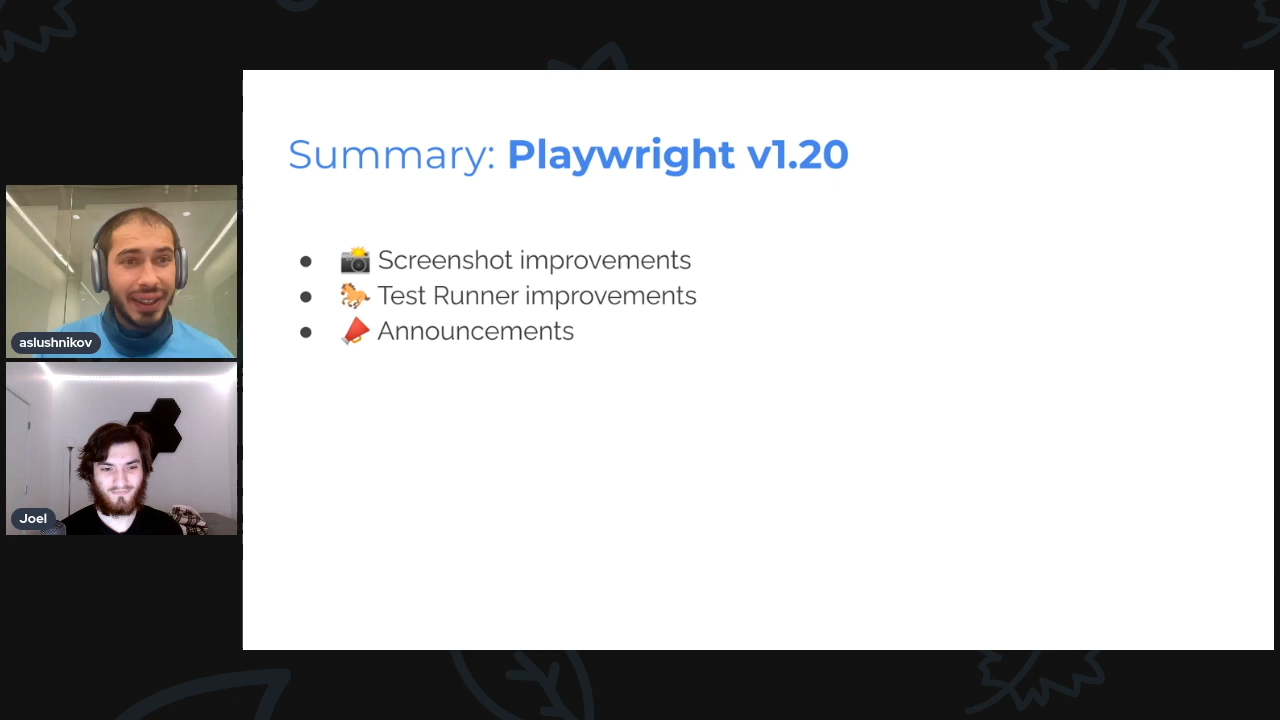 Summary: Playwright v1.20
● 📸 Screenshot improvements
● 🐎 Test Runner improvements
● 📣 Announcements
aslushnikov
Joel